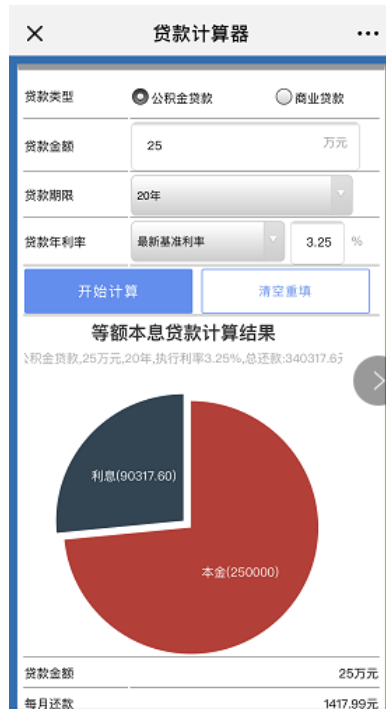 贷款计算器
贷款类型 公积金贷款 商业贷款
贷款金额 25 万元
贷款期限 20年
贷款年利率 最新基准利率 3.25 %
开始计算 清空重填
等额本息贷款计算结果
积金贷款,25万元,20年,执行利率3.25%,总还款:340317.6
利息(90317.60)
本金(250000)
贷款金额 25万元
每月还款 1417.99元